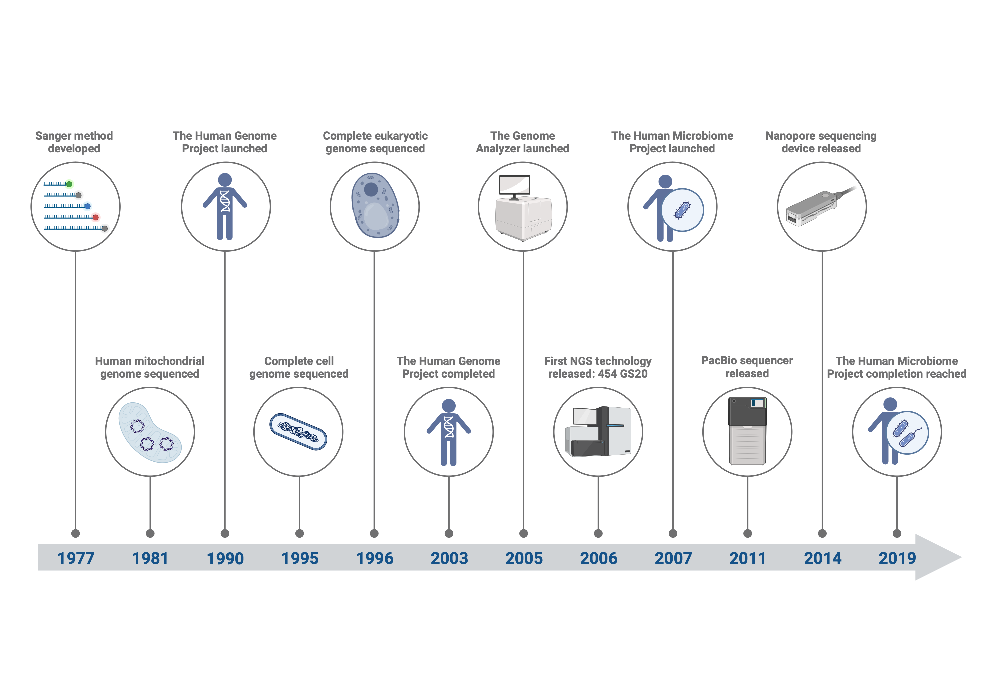 Sanger method
developed
The Human Genome
Project launched
Complete eukaryotic
genome sequenced
The Genome
Analyzer launched
The Human Microbiome
Project launched
Nanopore sequencing
device released
Human mitochondrial
genome sequenced
Complete cell
genome sequenced
The Human Genome
Project completed
First NGS technology
released: 454 GS20
PacBio sequencer
released
The Human Microbiome
Project completion reached
1977 1981 1990 1995 1996 2003 2005 2006 2007 2011 2014 2019